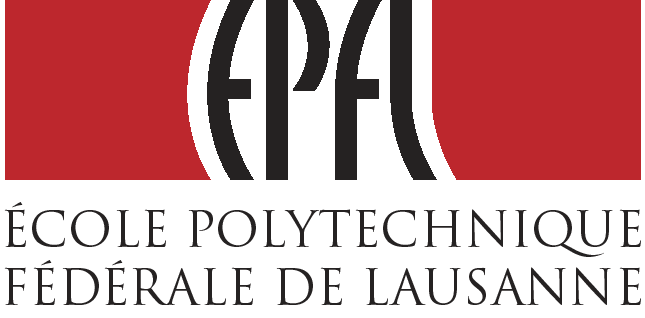 EPFL
ÉCOLE POLYTECHNIQUE
FÉDÉRALE DE LAUSANNE